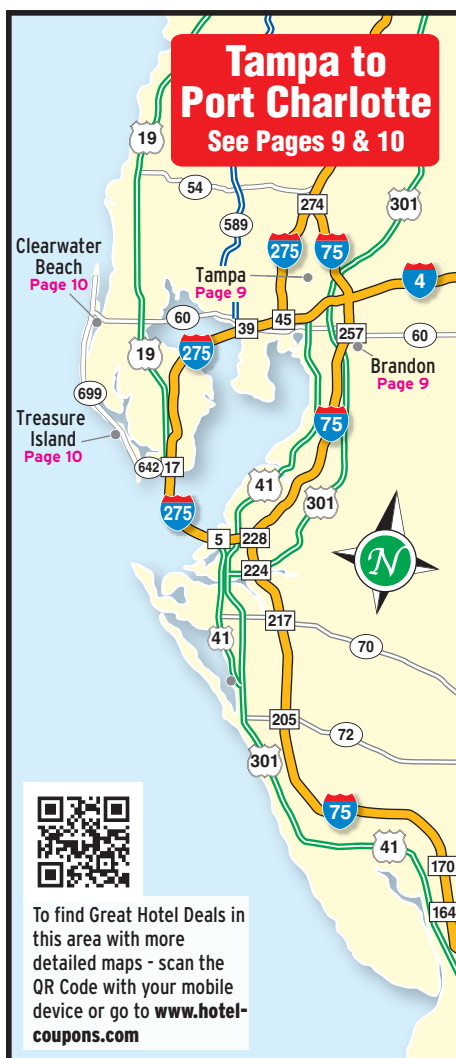 Tampa to
Port Charlotte
See Pages 9 & 10
19
54
589
274
301
275
75
4
Clearwater
Beach
Page 10
Tampa
Page 9
60
39
45
257
60
19
275
Brandon
Page 9
699
75
Treasure
Island
Page 10
642
17
41
301
275
5
228
224
N
217
41
70
205
72
301
75
41
170
164
To find Great Hotel Deals in
this area with more
detailed maps - scan the
QR Code with your mobile
device or go to www.hotel-
coupons.com